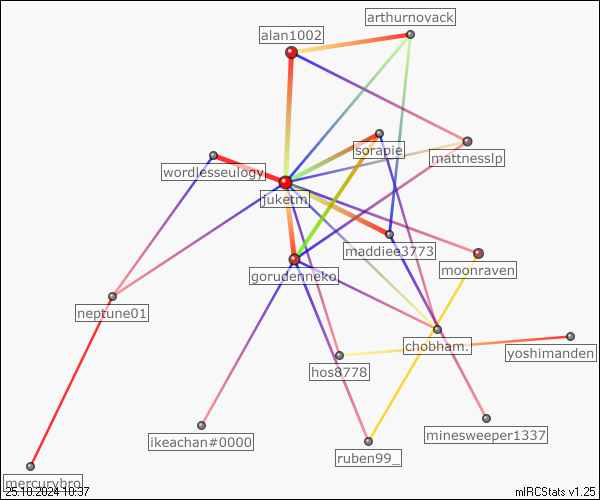 arthurnovack
alan1002
sorapie
mattnesslp
wordlesseulogy
juketm
maddiee3773
moonraven
gorudenneko
neptune01
chobham.
yoshimanden
hos8778
minesweeper1337
ikeachan#0000
ruben99_
mercurybro
25.10.2024 10:37
mIRCStats v1.25